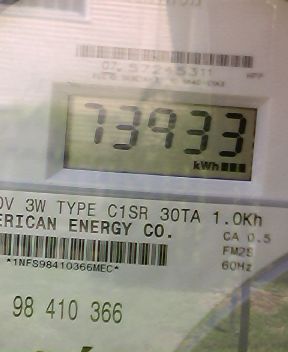 73933
kWh
0V 3W TYPE C1SR 30TA 1.0Kh
ERICAN ENERGY CO.
CA 0.5
*1NFS98410366MEC*
FM2S
60Hz
98 410 366